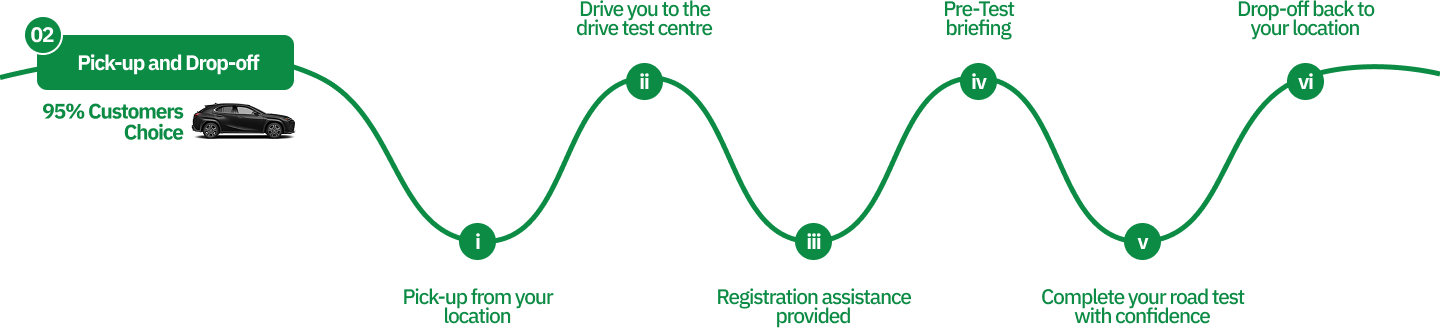 02
Pick-up and Drop-off
95% Customers
Choice
i
Pick-up from your
location
Drive you to the
drive test centre
ii
iii
Registration assistance
provided
Pre-Test
briefing
iv
v
Complete your road test
with confidence
Drop-off back to
your location
vi